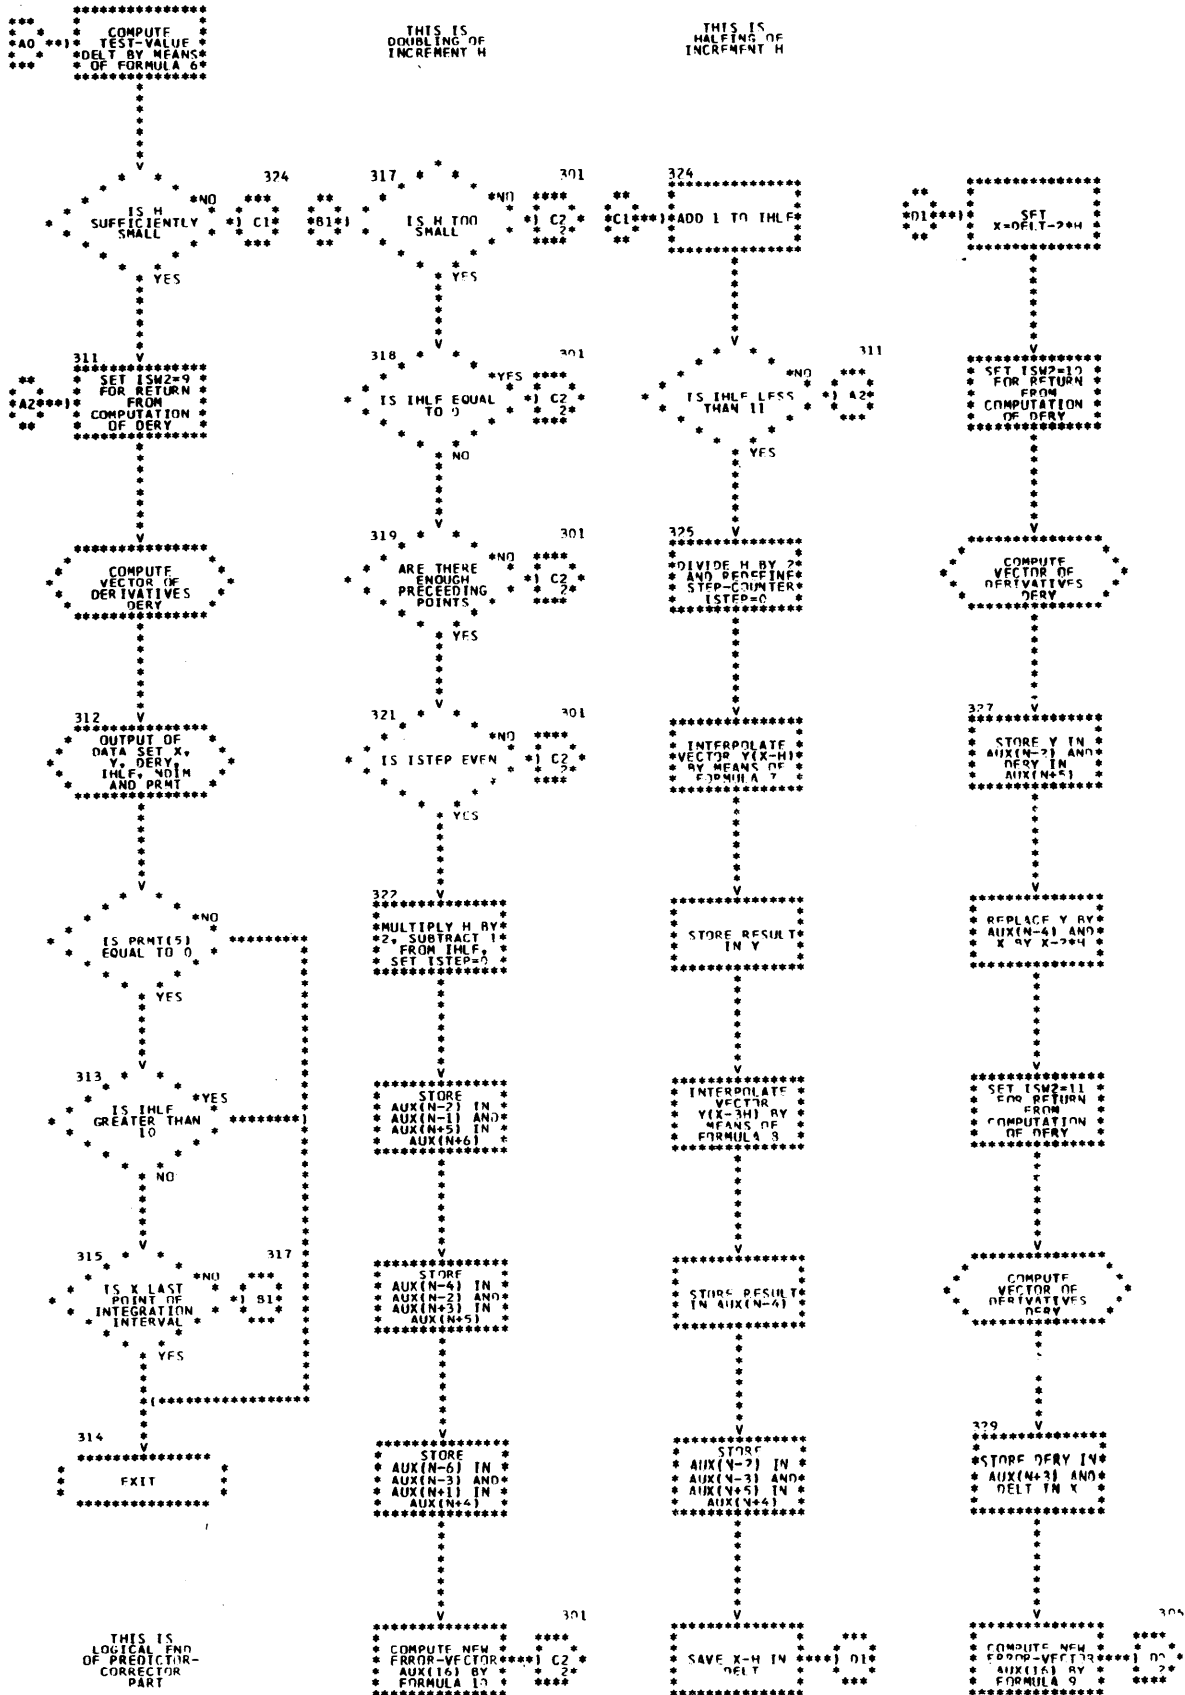 COMPUTE
TEST-VALUE
DELT BY MEANS
OF FORMULA 6
A0
IS H
SUFFICIENTLY
SMALL
NO
324
C1
YES
311
SET ISW2=9
FOR RETURN
FROM
COMPUTATION
OF DERY
A2
COMPUTE
VECTOR OF
DERIVATIVES
DERY
312
OUTPUT OF
DATA SET X,
Y, DERY,
IHLF, NDIM
AND PRMT
IS PRMT(5)
EQUAL TO 0
NO
YES
313
IS IHLF
GREATER THAN
10
YES
NO
315
IS X LAST
POINT OF
INTEGRATION
INTERVAL
NO
317
B1
YES
314
EXIT
THIS IS
LOGICAL END
OF PREDICTOR-
CORRECTOR
PART
THIS IS
DOUBLING OF
INCREMENT H
317
B1
IS H TOO
SMALL
NO
301
C2
2
YES
318
IS IHLF EQUAL
TO 0
YES
301
C2
2
NO
319
ARE THERE
ENOUGH
PRECEEDING
POINTS
NO
301
C2
2
YES
321
IS ISTEP EVEN
NO
301
C2
2
YES
322
MULTIPLY H BY
2, SUBTRACT 1
FROM IHLF,
SET ISTEP=0
STORE
AUX(N-2) IN
AUX(N-1) AND
AUX(N+5) IN
AUX(N+6)
STORE
AUX(N-4) IN
AUX(N-2) AND
AUX(N+3) IN
AUX(N+5)
STORE
AUX(N-6) IN
AUX(N-3) AND
AUX(N+1) IN
AUX(N+4)
COMPUTE NEW
ERROR-VECTOR
AUX(16) BY
FORMULA 10
301
C2
2
THIS IS
HALFING OF
INCREMENT H
324
C1
ADD 1 TO IHLF
IS IHLF LESS
THAN 11
NO
311
A2
YES
325
DIVIDE H BY 2
AND REDEFINE
STEP-COUNTER
ISTEP=0
INTERPOLATE
VECTOR Y(X-H)
BY MEANS OF
FORMULA 7
STORE RESULT
IN Y
INTERPOLATE
VECTOR
Y(X-3H) BY
MEANS OF
FORMULA 8
STORE RESULT
IN AUX(N-4)
STORE
AUX(N-2) IN
AUX(N-3) AND
AUX(N+5) IN
AUX(N+4)
SAVE X-H IN
DELT
D1
D1
SET
X=DELT-2*H
SET ISW2=10
FOR RETURN
FROM
COMPUTATION
OF DERY
COMPUTE
VECTOR OF
DERIVATIVES
DERY
327
STORE Y IN
AUX(N-2) AND
DERY IN
AUX(N+5)
REPLACE Y BY
AUX(N-4) AND
X BY X-2*H
SET ISW2=11
FOR RETURN
FROM
COMPUTATION
OF DERY
COMPUTE
VECTOR OF
DERIVATIVES
DERY
329
STORE DERY IN
AUX(N+3) AND
DELT IN X
COMPUTE NEW
ERROR-VECTOR
AUX(16) BY
FORMULA 9
2